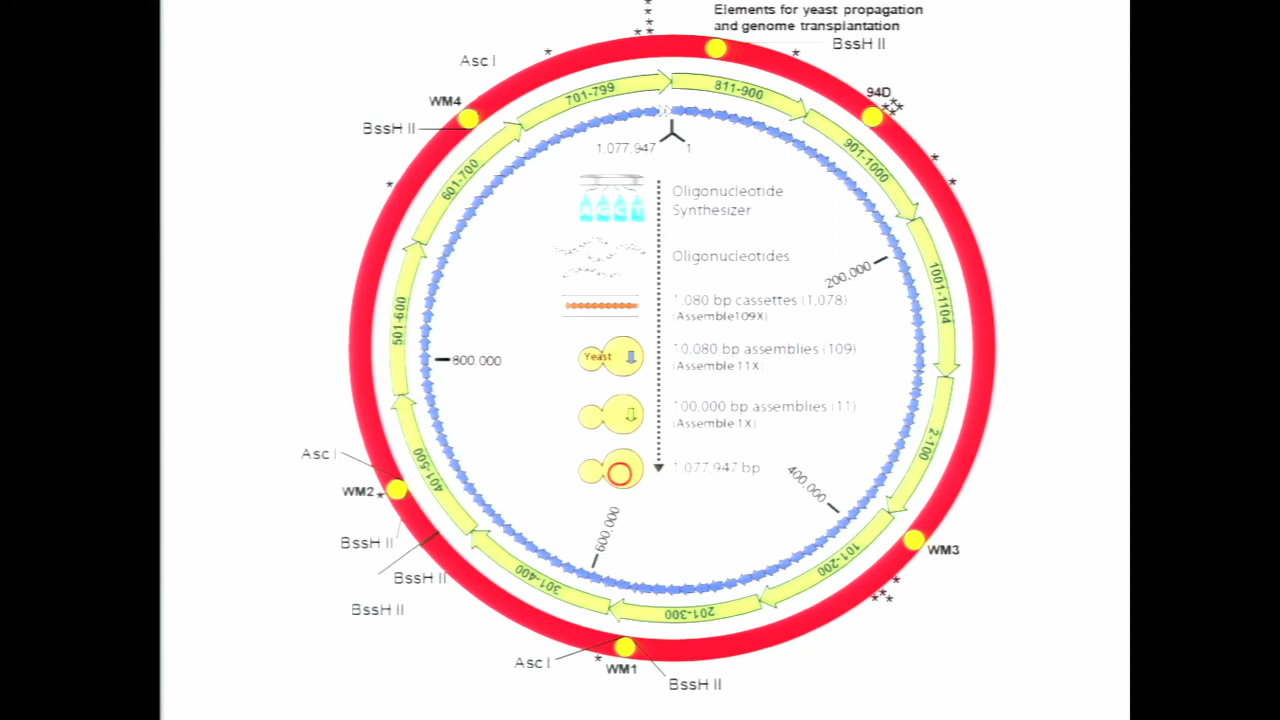 Elements for yeast propagation
and genome transplantation
BssH II
Asc I
WM4
94D
BssH II
701-799
811-900
601-700
901-1000
1,077,947
1
A G C T
Oligonucleotide
Synthesizer
Oligonucleotides
200,000
1,080 bp cassettes (1,078)
(Assemble109X)
501-600
1001-1104
800,000
Yeast
10,080 bp assemblies (109)
(Assemble 11X)
100,000 bp assemblies (11)
(Assemble 1X)
1,077,947 bp
400,000
600,000
Asc I
WM2
401-500
2-100
BssH II
BssH II
BssH II
WM3
301-400
101-200
201-300
Asc I
WM1
BssH II